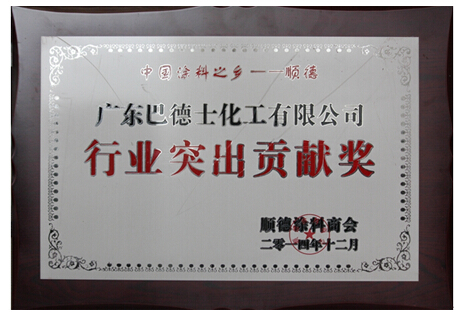 中国涂料之乡——顺德
广东巴德士化工有限公司
行业突出贡献奖
顺德涂料商会
二零一四年十二月